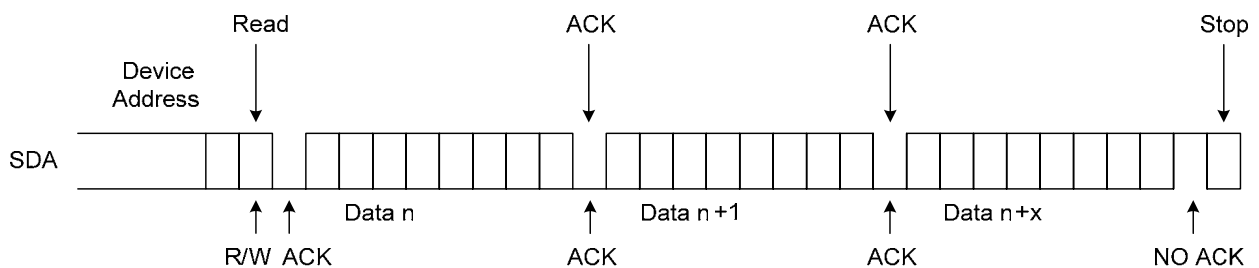 Read ACK ACK Stop
Device
Address
SDA
Data n Data n+1 Data n+x
R/W ACK ACK ACK NO ACK